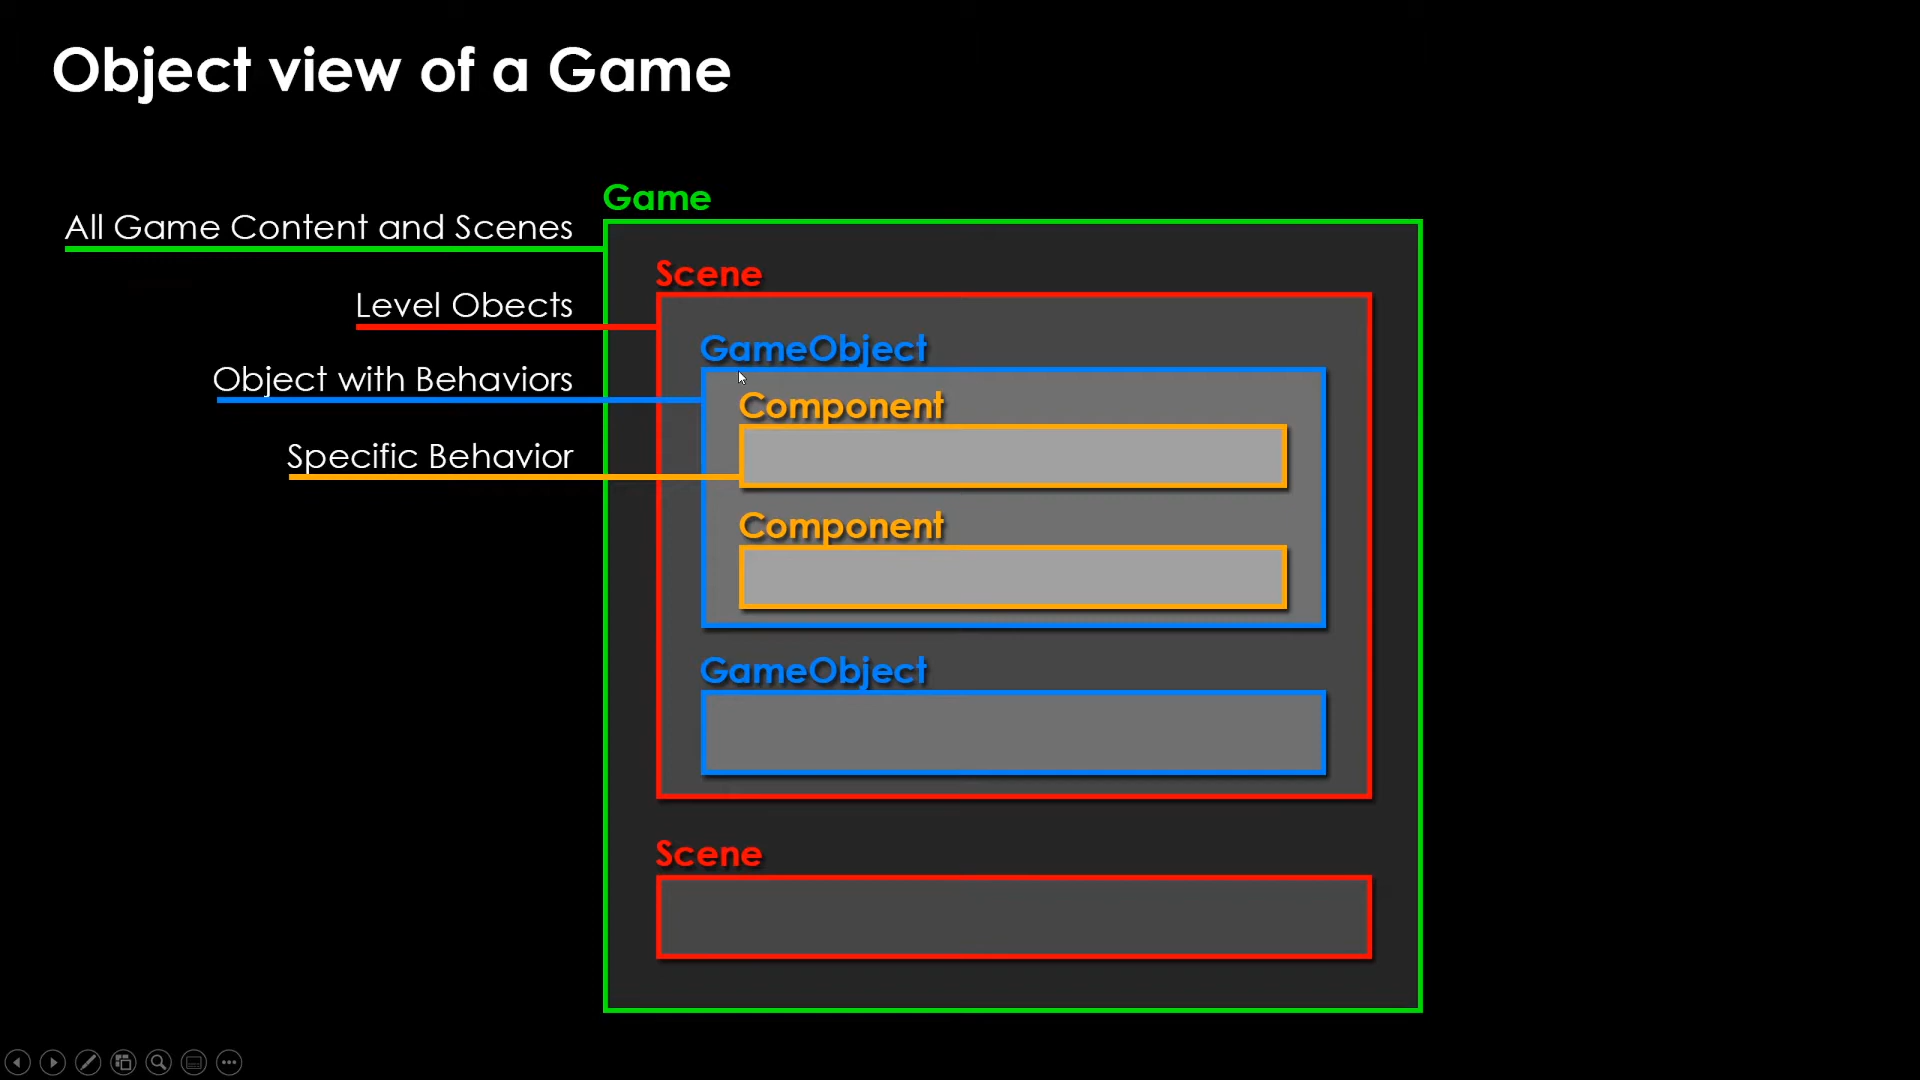 Object view of a Game
Game
All Game Content and Scenes
Scene
Level Obects
GameObject
Object with Behaviors
Component
Specific Behavior
Component
GameObject
Scene